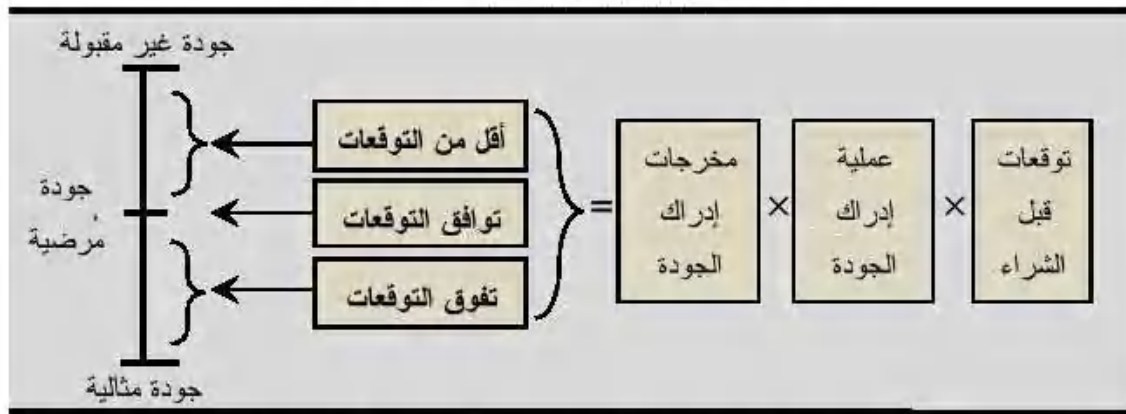 توقعات
قبل
الشراء
×
عملية
إدراك
الجودة
×
مخرجات
إدراك
الجودة
=
أقل من التوقعات
توافق التوقعات
تفوق التوقعات
جودة غير مقبولة
جودة
مرضية
جودة مثالية